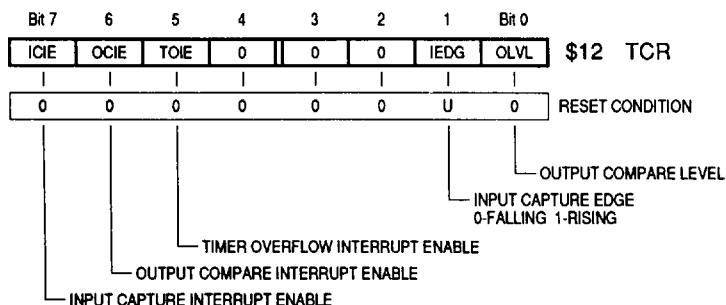 Bit 7 6 5 4 3 2 1 Bit 0
ICIE OCIE TOIE 0 0 0 IEDG OLVL $12 TCR
0 0 0 0 0 0 U 0 RESET CONDITION
OUTPUT COMPARE LEVEL
INPUT CAPTURE EDGE
0-FALLING 1-RISING
TIMER OVERFLOW INTERRUPT ENABLE
OUTPUT COMPARE INTERRUPT ENABLE
INPUT CAPTURE INTERRUPT ENABLE